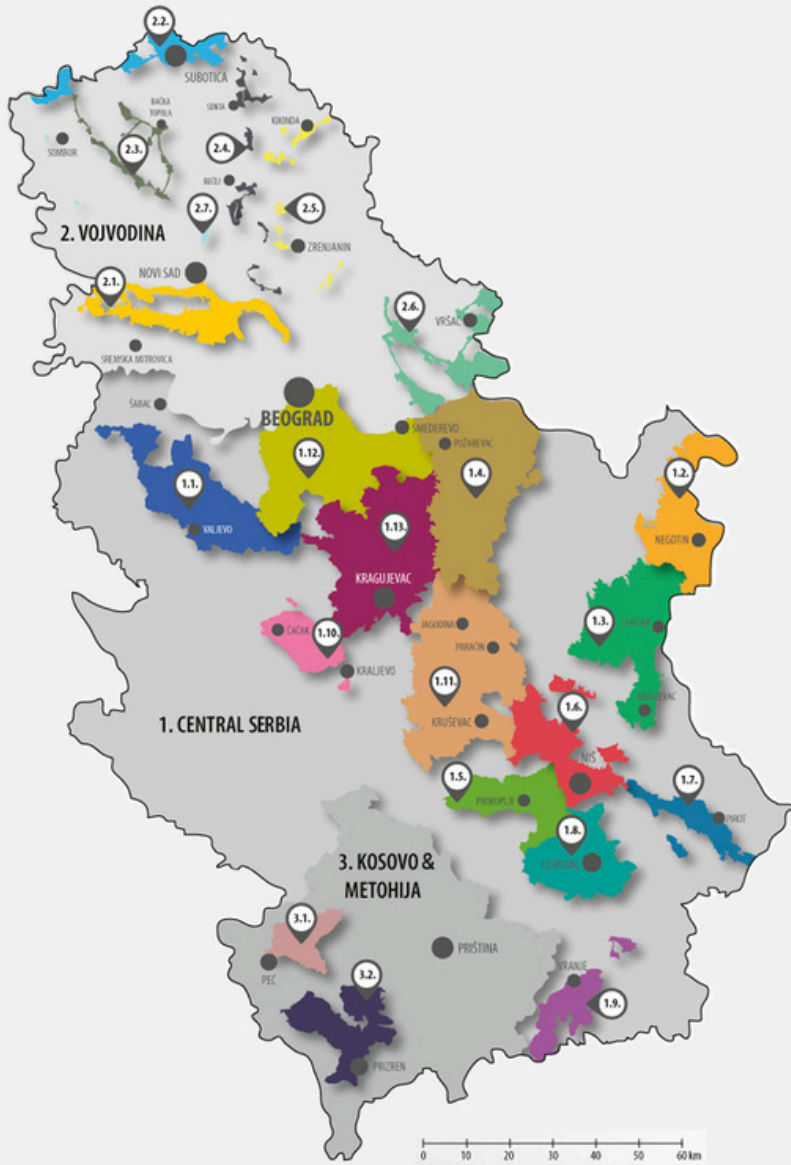 2.2.
SUBOTICA
BAČKA
TOPOLA
SENTA
KIKINDA
2.4.
SOMBOR
2.3.
BEČEJ
2.7.
2.5.
2. VOJVODINA
ZRENJANIN
NOVI SAD
2.1.
2.6.
VRŠAC
SREMSKA MITROVICA
ŠABAC
BEOGRAD
SMEDEREVO
POŽAREVAC
1.12.
1.4.
1.2.
1.1.
VALJEVO
1.13.
NEGOTIN
KRAGUJEVAC
1.3.
ZAJEČAR
ČAČAK
1.10.
JAGODINA
PARAĆIN
KRALJEVO
1.11.
KNJAŽEVAC
1. CENTRAL SERBIA
KRUŠEVAC
1.6.
NIŠ
1.5.
1.7.
PROKUPLJE
PIROT
1.8.
LESKOVAC
3. KOSOVO &
METOHIJA
3.1.
PRIŠTINA
PEĆ
3.2.
VRANJE
1.9.
PRIZREN
0 10 20 30 40 50 60 km